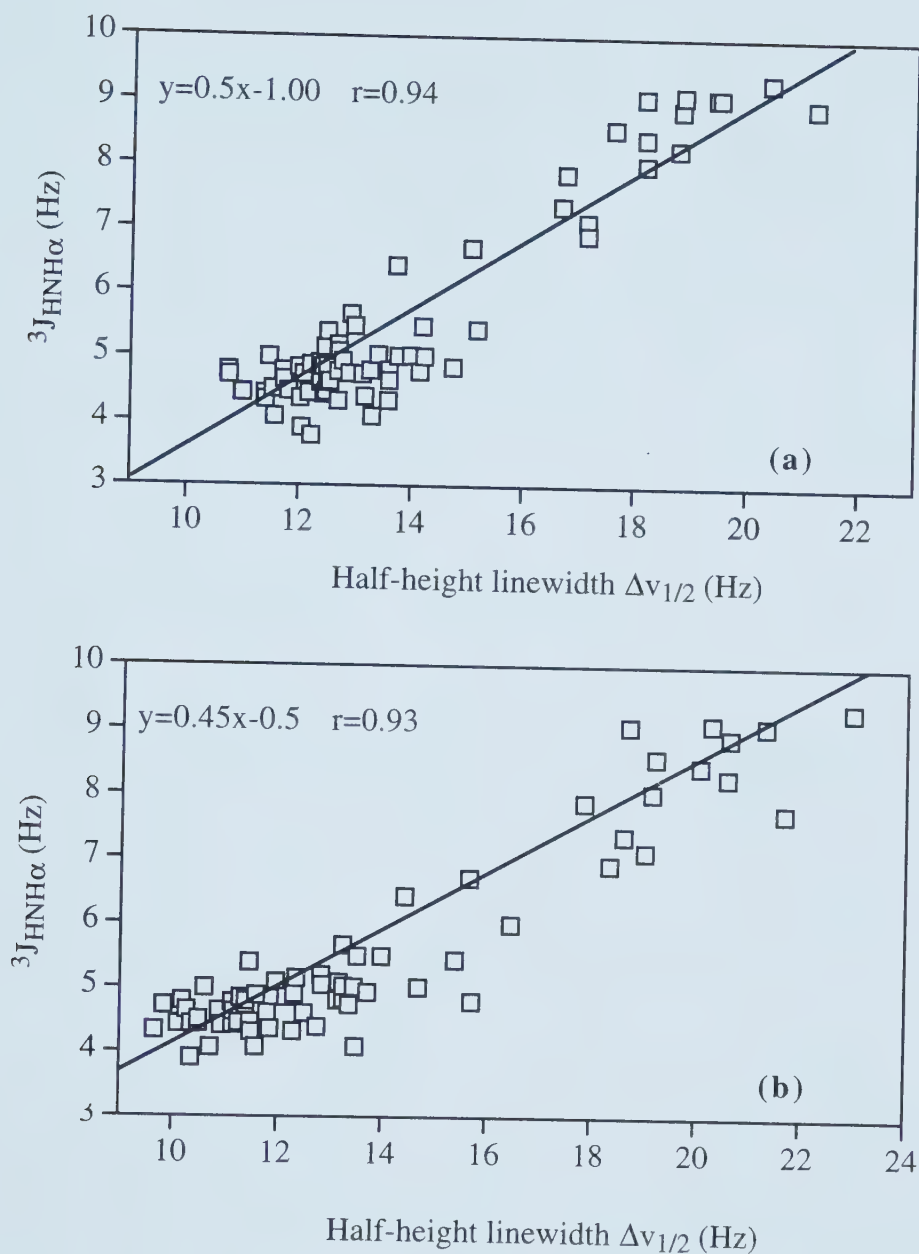 10
9
8
7
6
5
4
3
³JHNHα (Hz)
y=0.5x-1.00 r=0.94
(a)
10 12 14 16 18 20 22
Half-height linewidth Δv1/2 (Hz)
10
9
8
7
6
5
4
3
³JHNHα (Hz)
y=0.45x-0.5 r=0.93
(b)
10 12 14 16 18 20 22 24
Half-height linewidth Δv1/2 (Hz)